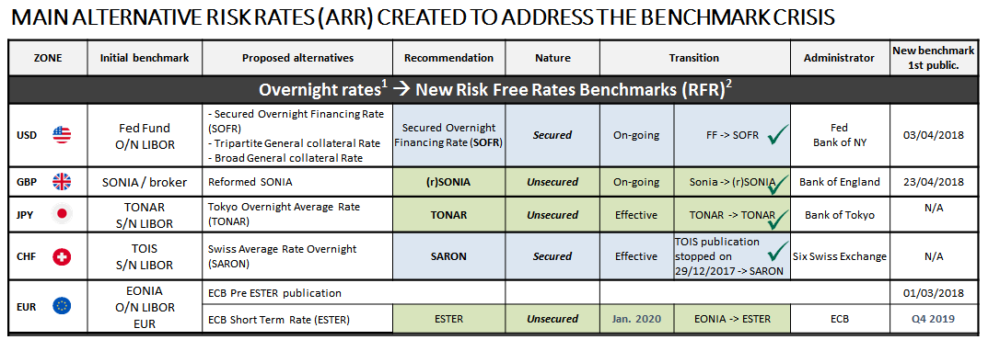 MAIN ALTERNATIVE RISK RATES (ARR) CREATED TO ADDRESS THE BENCHMARK CRISIS
ZONE Initial benchmark Proposed alternatives Recommendation Nature Transition Administrator New benchmark
1st public.
Overnight rates1 → New Risk Free Rates Benchmarks (RFR)2
USD
Fed Fund
O/N LIBOR
- Secured Overnight Financing Rate
(SOFR)
- Tripartite General collateral Rate
- Broad General collateral Rate
Secured Overnight
Financing Rate (SOFR)
Secured
On-going
FF -> SOFR ✓
Fed
Bank of NY
03/04/2018
GBP
SONIA / broker
Reformed SONIA
(r)SONIA
Unsecured
On-going
Sonia -> (r)SONIA ✓
Bank of England
23/04/2018
JPY
TONAR
S/N LIBOR
Tokyo Overnight Average Rate
(TONAR)
TONAR
Unsecured
Effective
TONAR -> TONAR ✓
Bank of Tokyo
N/A
CHF
TOIS
S/N LIBOR
Swiss Average Rate Overnight
(SARON)
SARON
Secured
Effective
TOIS publication
stopped on
29/12/2017 -> SARON ✓
Six Swiss Exchange
N/A
EUR
EONIA
O/N LIBOR
EUR
ECB Pre ESTER publication
01/03/2018
ECB Short Term Rate (ESTER)
ESTER
Unsecured
Jan. 2020
EONIA -> ESTER
ECB
Q4 2019